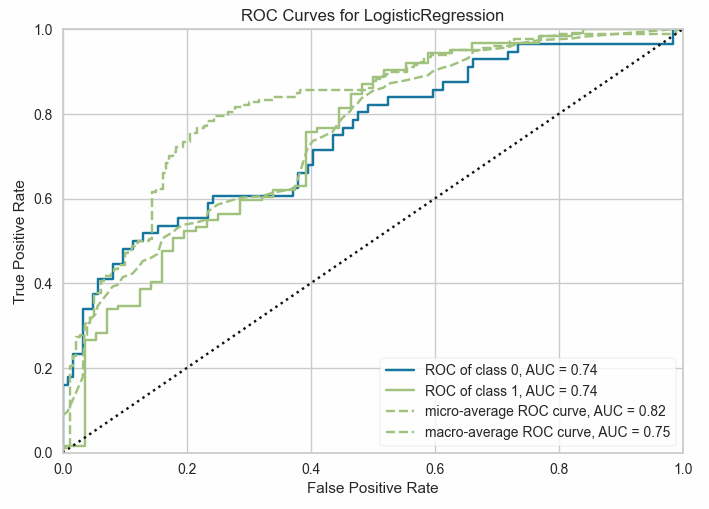 ROC Curves for LogisticRegression
1.0
0.8
0.6
0.4
0.2
0.0
True Positive Rate
ROC of class 0, AUC = 0.74
ROC of class 1, AUC = 0.74
micro-average ROC curve, AUC = 0.82
macro-average ROC curve, AUC = 0.75
0.0 0.2 0.4 0.6 0.8 1.0
False Positive Rate